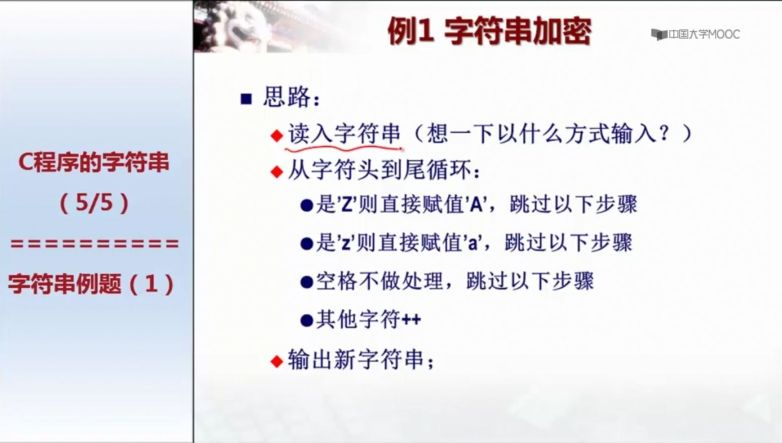 例1 字符串加密
中国大学MOOC
C程序的字符串
（5/5）
==========
字符串例题（1）
思路：
读入字符串（想一下以什么方式输入？）
从字符头到尾循环：
是’Z’则直接赋值’A’，跳过以下步骤
是’z’则直接赋值’a’，跳过以下步骤
空格不做处理，跳过以下步骤
其他字符++
输出新字符串；